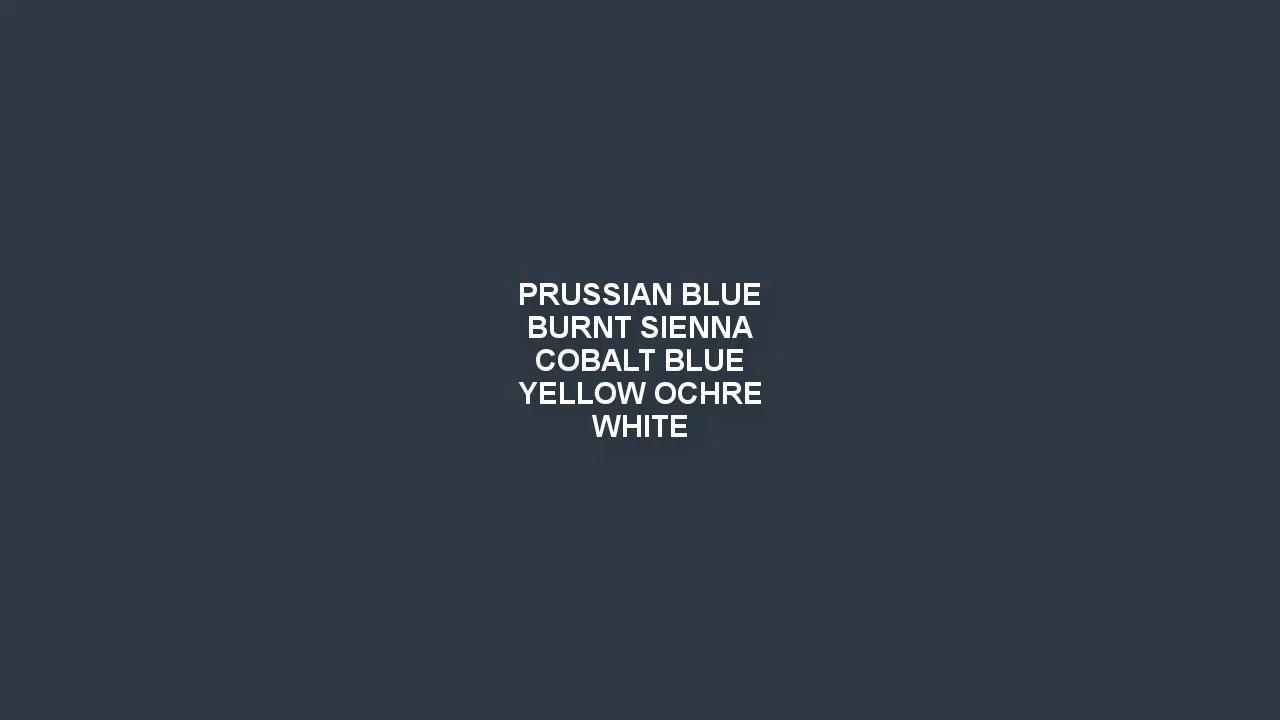 PRUSSIAN BLUE
BURNT SIENNA
COBALT BLUE
YELLOW OCHRE
WHITE